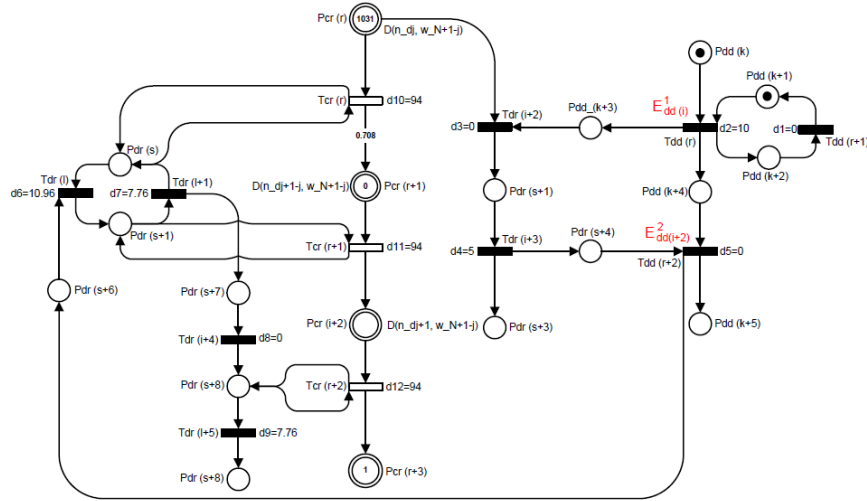 Pcr (r)
1031
D(n_dj, w_N+1-j)
Pdd (k)
Pdd (k+1)
Tcr (r)
d10=94
Tdr (i+2)
Pdd_(k+3)
E¹dd (i)
d3=0
d2=10
d1=0
Tdd (r)
Tdd (r+1)
0.708
Pdr (s)
Pdd (k+2)
Tdr (l)
Tdr (l+1)
d6=10.96
d7=7.76
D(n_dj+1-j, w_N+1-j)
0
Pcr (r+1)
Pdr (s+1)
Pdd (k+4)
Pdr (s+1)
Pdr (s+4)
E²dd(i+2)
Tcr (r+1)
d11=94
d4=5
Tdr (i+3)
d5=0
Tdd (r+2)
Pdr (s+6)
Pdr (s+7)
Pcr (i+2)
D(n_dj+1, w_N+1-j)
Pdr (s+3)
Pdd (k+5)
Tdr (i+4)
d8=0
Pdr (s+8)
Tcr (r+2)
d12=94
Tdr (l+5)
d9=7.76
Pdr (s+8)
1
Pcr (r+3)